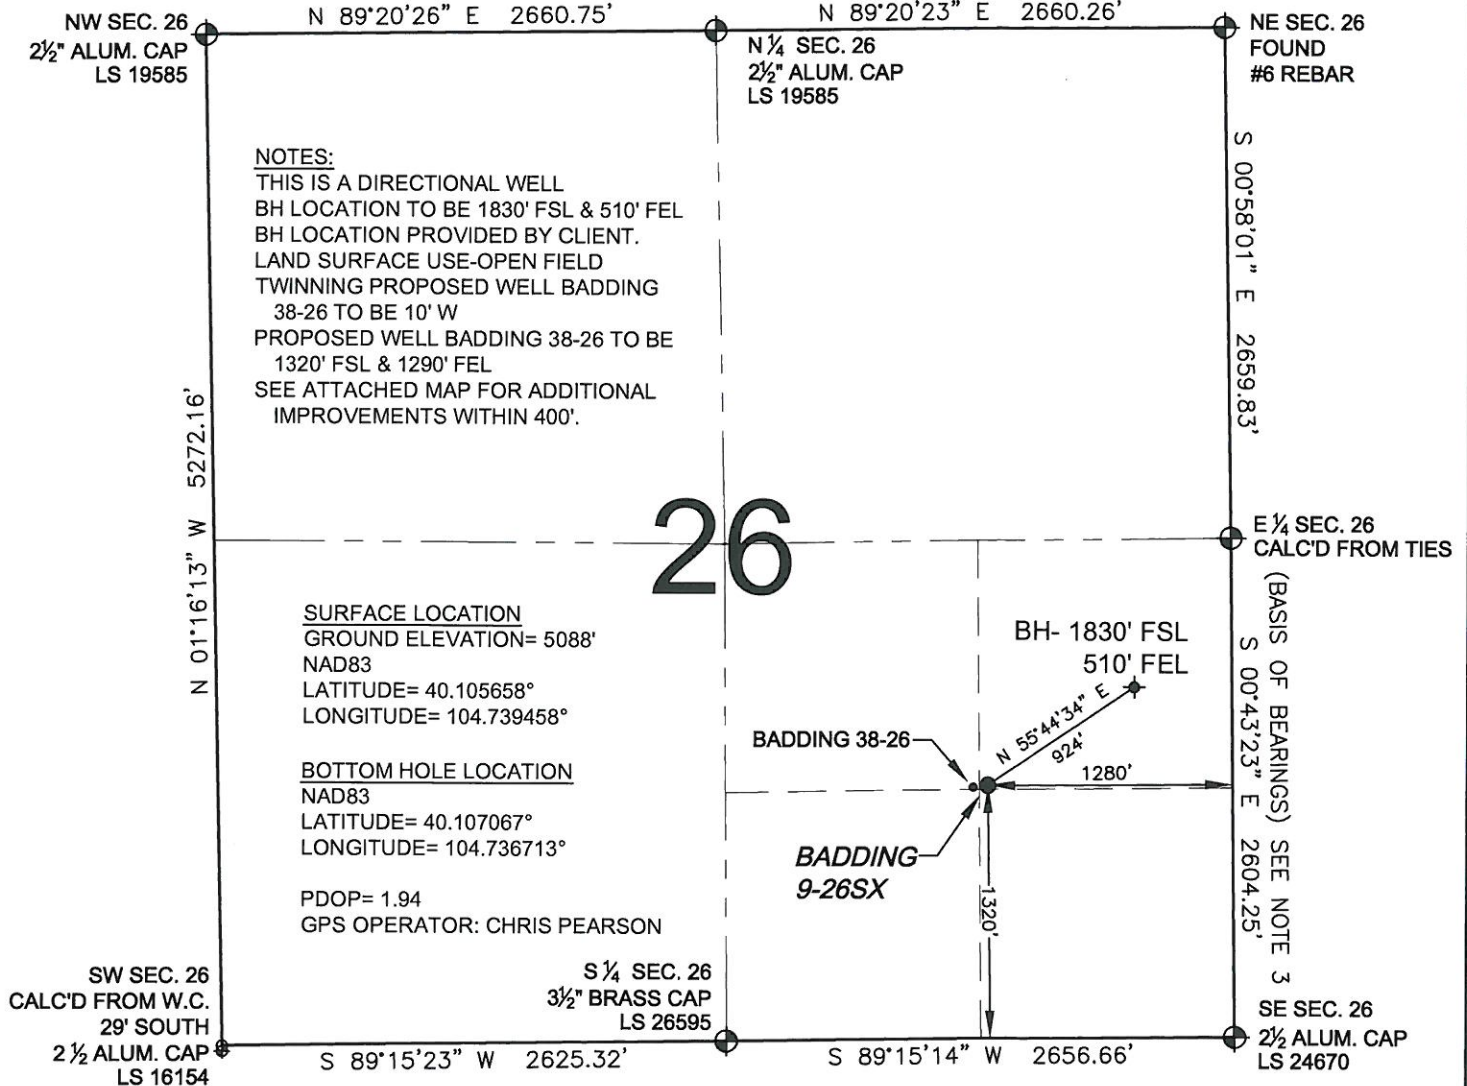 N 89°20'26" E 2660.75'
N 89°20'23" E 2660.26'
NW SEC. 26
2½" ALUM. CAP
LS 19585
N ¼ SEC. 26
2½" ALUM. CAP
LS 19585
NE SEC. 26
FOUND
#6 REBAR
NOTES:
THIS IS A DIRECTIONAL WELL
BH LOCATION TO BE 1830' FSL & 510' FEL
BH LOCATION PROVIDED BY CLIENT.
LAND SURFACE USE-OPEN FIELD
TWINNING PROPOSED WELL BADDING
38-26 TO BE 10' W
PROPOSED WELL BADDING 38-26 TO BE
1320' FSL & 1290' FEL
SEE ATTACHED MAP FOR ADDITIONAL
IMPROVEMENTS WITHIN 400'.
S 00°58'01" E 2659.83'
N 01°16'13" W 5272.16'
26
E ¼ SEC. 26
CALC'D FROM TIES
SURFACE LOCATION
GROUND ELEVATION= 5088'
NAD83
LATITUDE= 40.105658°
LONGITUDE= 104.739458°
BOTTOM HOLE LOCATION
NAD83
LATITUDE= 40.107067°
LONGITUDE= 104.736713°
PDOP= 1.94
GPS OPERATOR: CHRIS PEARSON
BH- 1830' FSL
510' FEL
N 55°44'34" E
924'
BADDING 38-26
1280'
BADDING
9-26SX
1320'
(BASIS OF BEARINGS) SEE NOTE 3
S 00°43'23" E 2604.25'
SW SEC. 26
CALC'D FROM W.C.
29' SOUTH
2 ½ ALUM. CAP
LS 16154
S ¼ SEC. 26
3½" BRASS CAP
LS 26595
SE SEC. 26
2½ ALUM. CAP
LS 24670
S 89°15'23" W 2625.32'
S 89°15'14" W 2656.66'